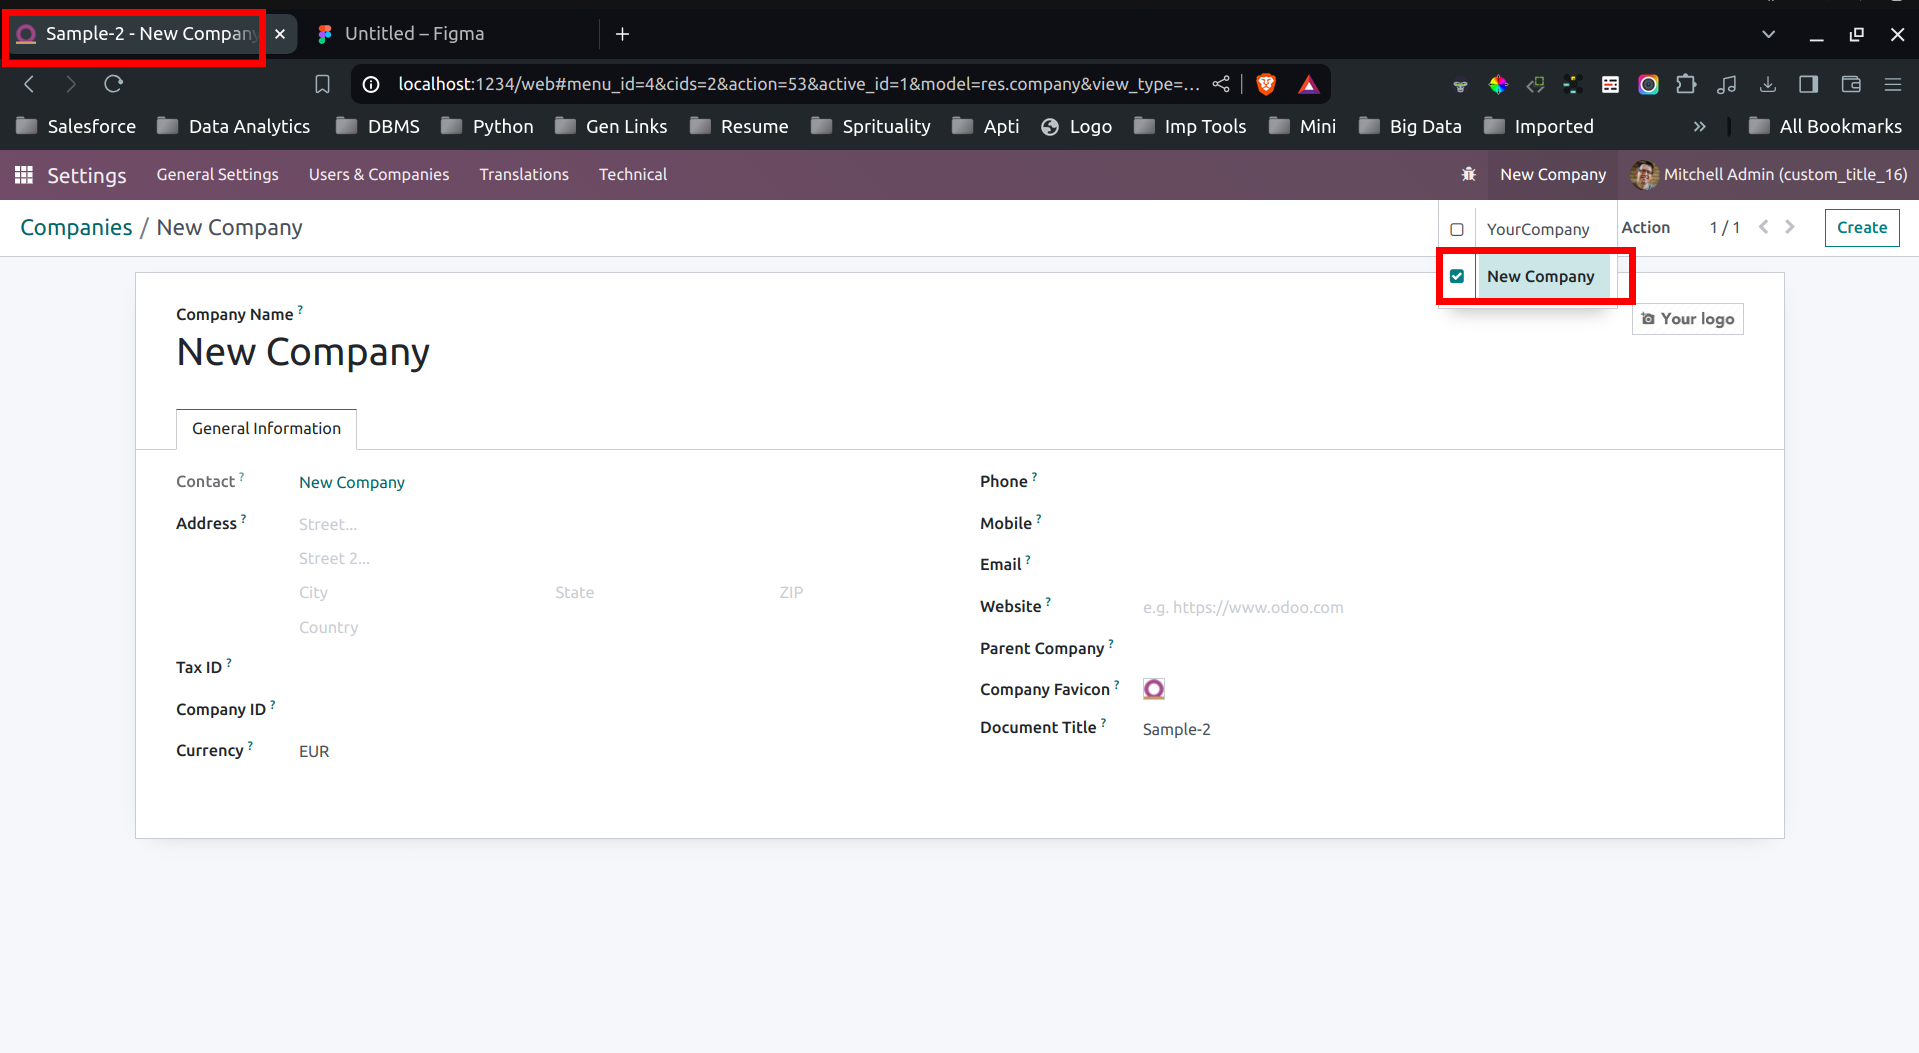 Sample-2 - New Company
Untitled – Figma
localhost:1234/web#menu_id=4&cids=2&action=53&active_id=1&model=res.company&view_type=...
Salesforce Data Analytics DBMS Python Gen Links Resume Sprituality Apti Logo Imp Tools Mini Big Data Imported » All Bookmarks
Settings General Settings Users & Companies Translations Technical New Company Mitchell Admin (custom_title_16)
Companies / New Company YourCompany Action 1 / 1 Create
New Company
Your logo
Company Name ?
New Company
General Information
Contact ? New Company
Address ? Street...
Street 2...
City State ZIP
Country
Tax ID ?
Company ID ?
Currency ? EUR
Phone ?
Mobile ?
Email ?
Website ? e.g. https://www.odoo.com
Parent Company ?
Company Favicon ?
Document Title ? Sample-2